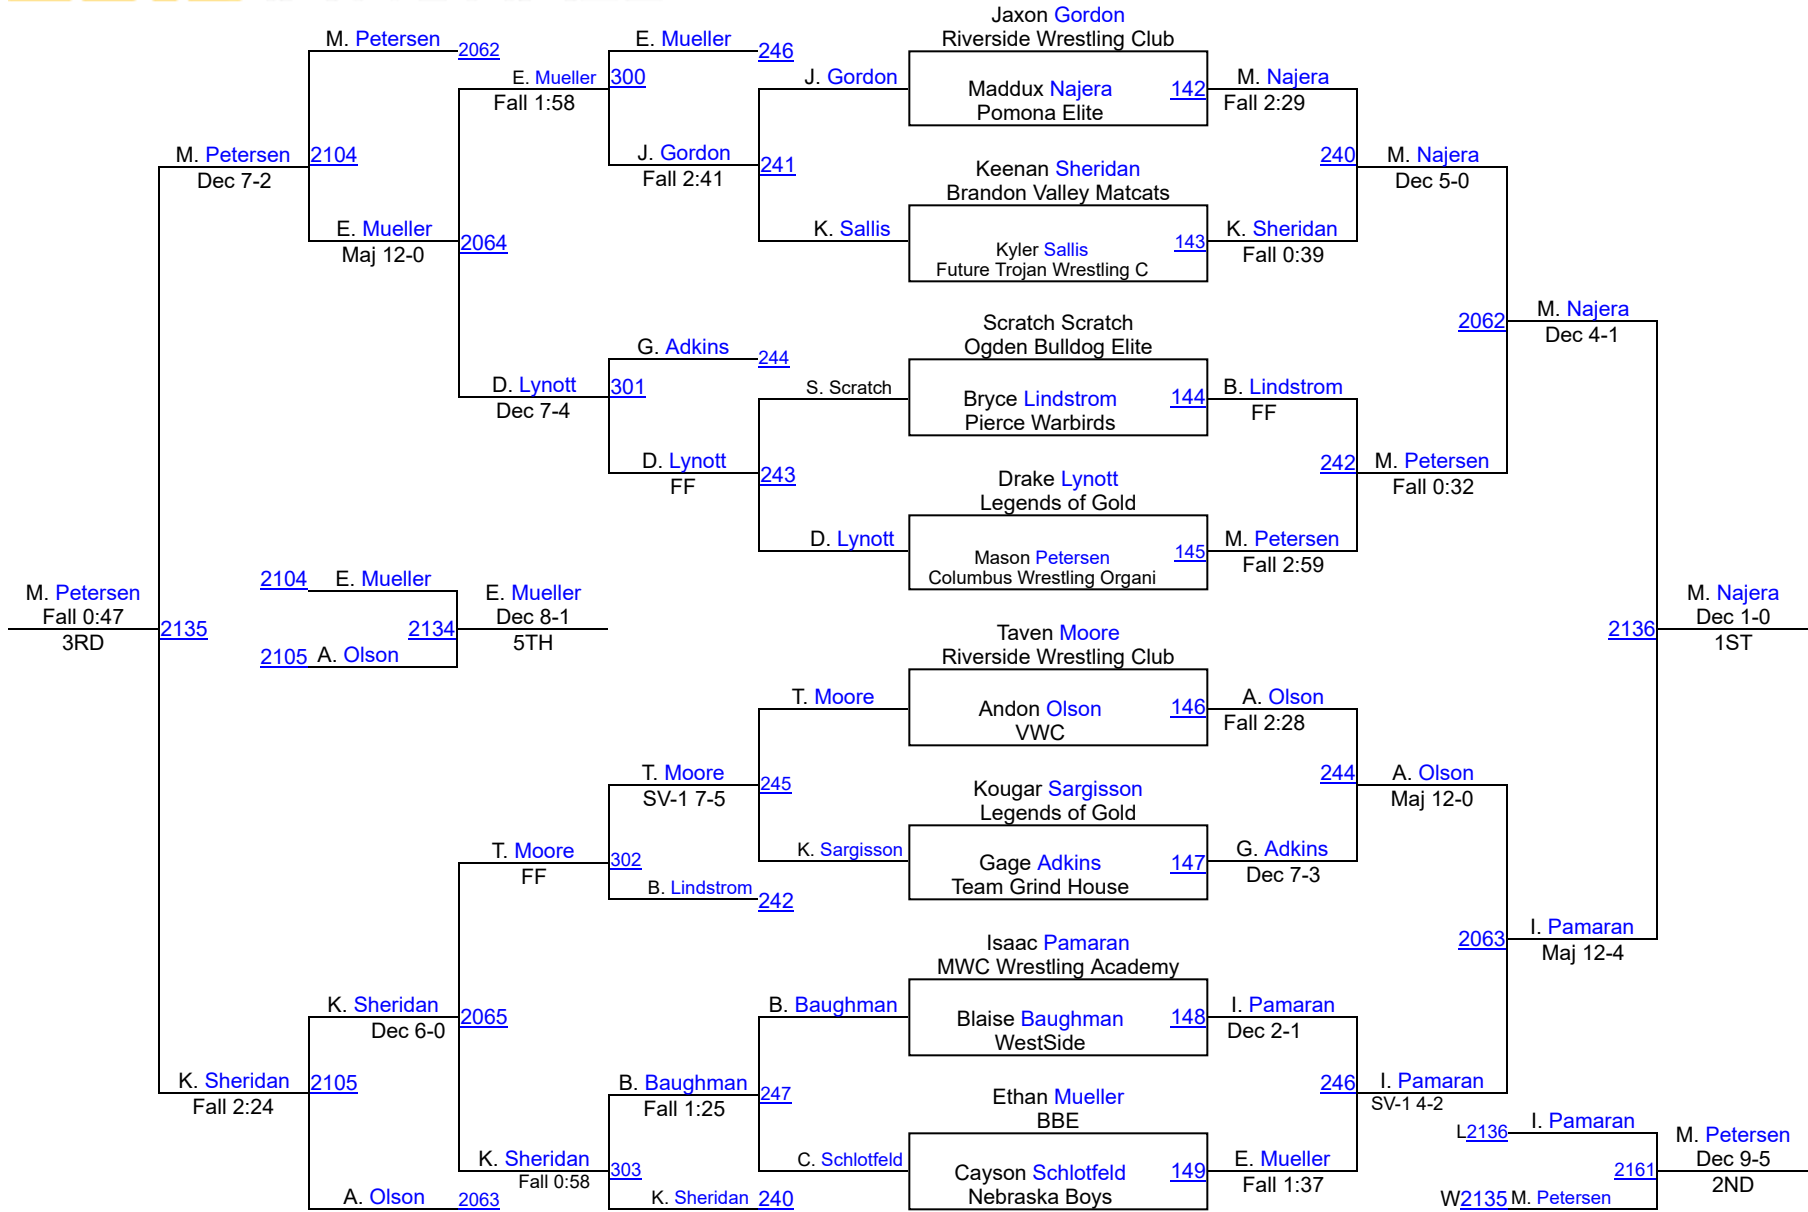 Jaxon Gordon
Riverside Wrestling Club
Maddux Najera 142
Pomona Elite
Keenan Sheridan
Brandon Valley Matcats
Kyler Sallis 143
Future Trojan Wrestling C
Scratch Scratch
Ogden Bulldog Elite
Bryce Lindstrom 144
Pierce Warbirds
Drake Lynott
Legends of Gold
Mason Petersen 145
Columbus Wrestling Organi
Taven Moore
Riverside Wrestling Club
Andon Olson 146
VWC
Kougar Sargisson
Legends of Gold
Gage Adkins 147
Team Grind House
Isaac Pamaran
MWC Wrestling Academy
Blaise Baughman 148
WestSide
Ethan Mueller
BBE
Cayson Schlotfeld 149
Nebraska Boys
M. Najera
Fall 2:29
K. Sheridan
Fall 0:39
B. Lindstrom
FF
M. Petersen
Fall 2:59
A. Olson
Fall 2:28
G. Adkins
Dec 7-3
I. Pamaran
Dec 2-1
E. Mueller
Fall 1:37
240
M. Najera
Dec 5-0
242
M. Petersen
Fall 0:32
244
A. Olson
Maj 12-0
246
I. Pamaran
SV-1 4-2
2062
M. Najera
Dec 4-1
2063
I. Pamaran
Maj 12-4
2136
M. Najera
Dec 1-0
1ST
L2136 I. Pamaran
2161
W2135 M. Petersen
M. Petersen
Dec 9-5
2ND
J. Gordon
K. Sallis
S. Scratch
D. Lynott
T. Moore
K. Sargisson
B. Baughman
C. Schlotfeld
E. Mueller 246
J. Gordon
Fall 2:41
241
G. Adkins 244
D. Lynott
FF
243
T. Moore
SV-1 7-5
245
B. Lindstrom 242
B. Baughman
Fall 1:25
247
K. Sheridan 240
E. Mueller
Fall 1:58
300
D. Lynott
Dec 7-4
301
T. Moore
FF
302
K. Sheridan
Fall 0:58
303
M. Petersen 2062
E. Mueller
Maj 12-0
2064
K. Sheridan
Dec 6-0
2065
A. Olson 2063
M. Petersen
Dec 7-2
2104
K. Sheridan
Fall 2:24
2105
M. Petersen
Fall 0:47
3RD
2135
2104 E. Mueller
2134
2105 A. Olson
E. Mueller
Dec 8-1
5TH